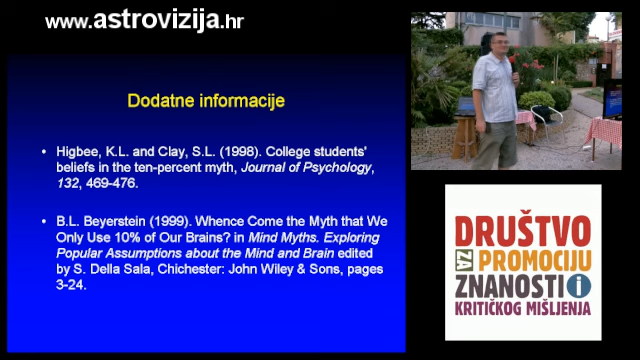 www.astrovizija.hr
Dodatne informacije
• Higbee, K.L. and Clay, S.L. (1998). College students'
beliefs in the ten-percent myth, Journal of Psychology,
132, 469-476.
• B.L. Beyerstein (1999). Whence Come the Myth that We
Only Use 10% of Our Brains? in Mind Myths. Exploring
Popular Assumptions about the Mind and Brain edited
by S. Della Sala, Chichester: John Wiley & Sons, pages
3-24.
DRUŠTVO
ZA PROMOCIJU
ZNANOSTI i
KRITIČKOG MIŠLJENJA